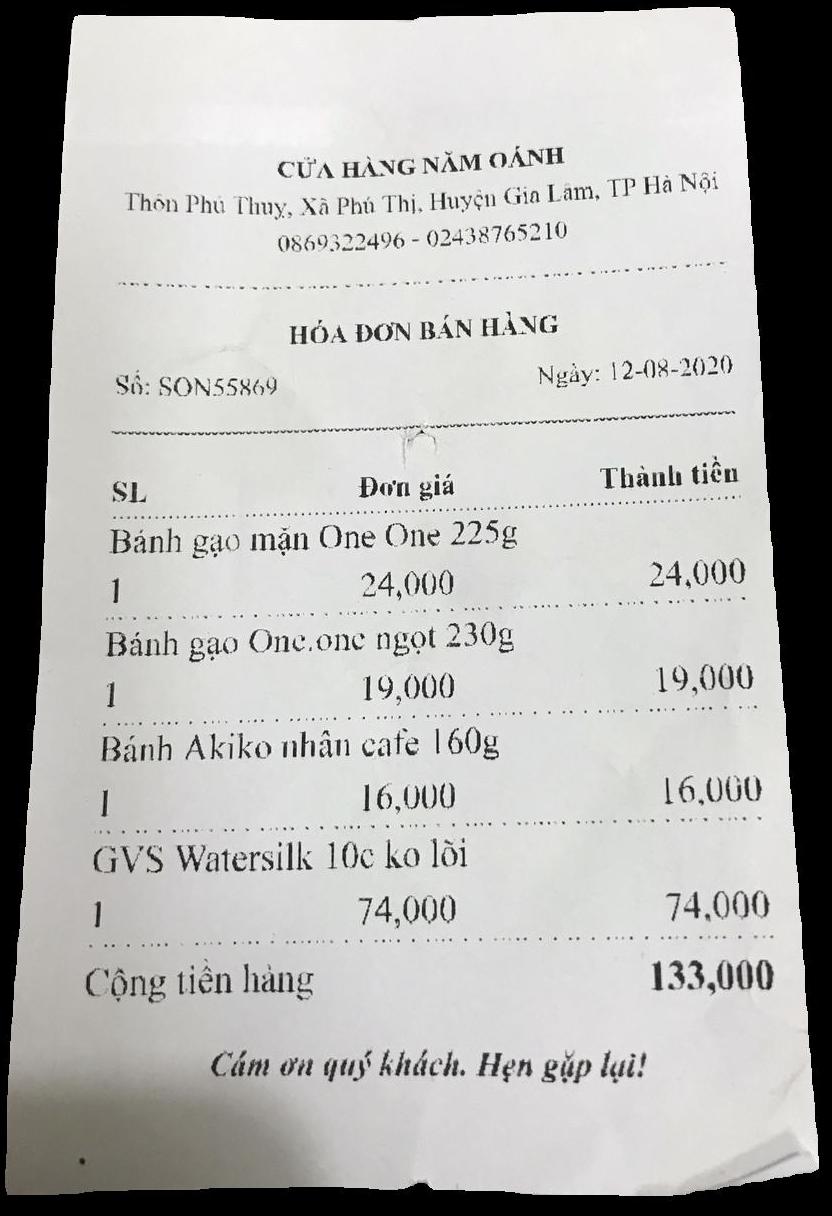 CỬA HÀNG NĂM OÁNH
Thôn Phú Thụy, Xã Phú Thị, Huyện Gia Lâm, TP Hà Nội
0869322496 - 02438765210
HÓA ĐƠN BÁN HÀNG
Số: SON55869 Ngày: 12-08-2020
SL Đơn giá Thành tiền
Bánh gạo mặn One One 225g
1 24,000 24,000
Bánh gạo One.one ngọt 230g
1 19,000 19,000
Bánh Akiko nhân cafe 160g
1 16,000 16,000
GVS Watersilk 10c ko lõi
1 74,000 74,000
Cộng tiền hàng 133,000
Cám ơn quý khách. Hẹn gặp lại!